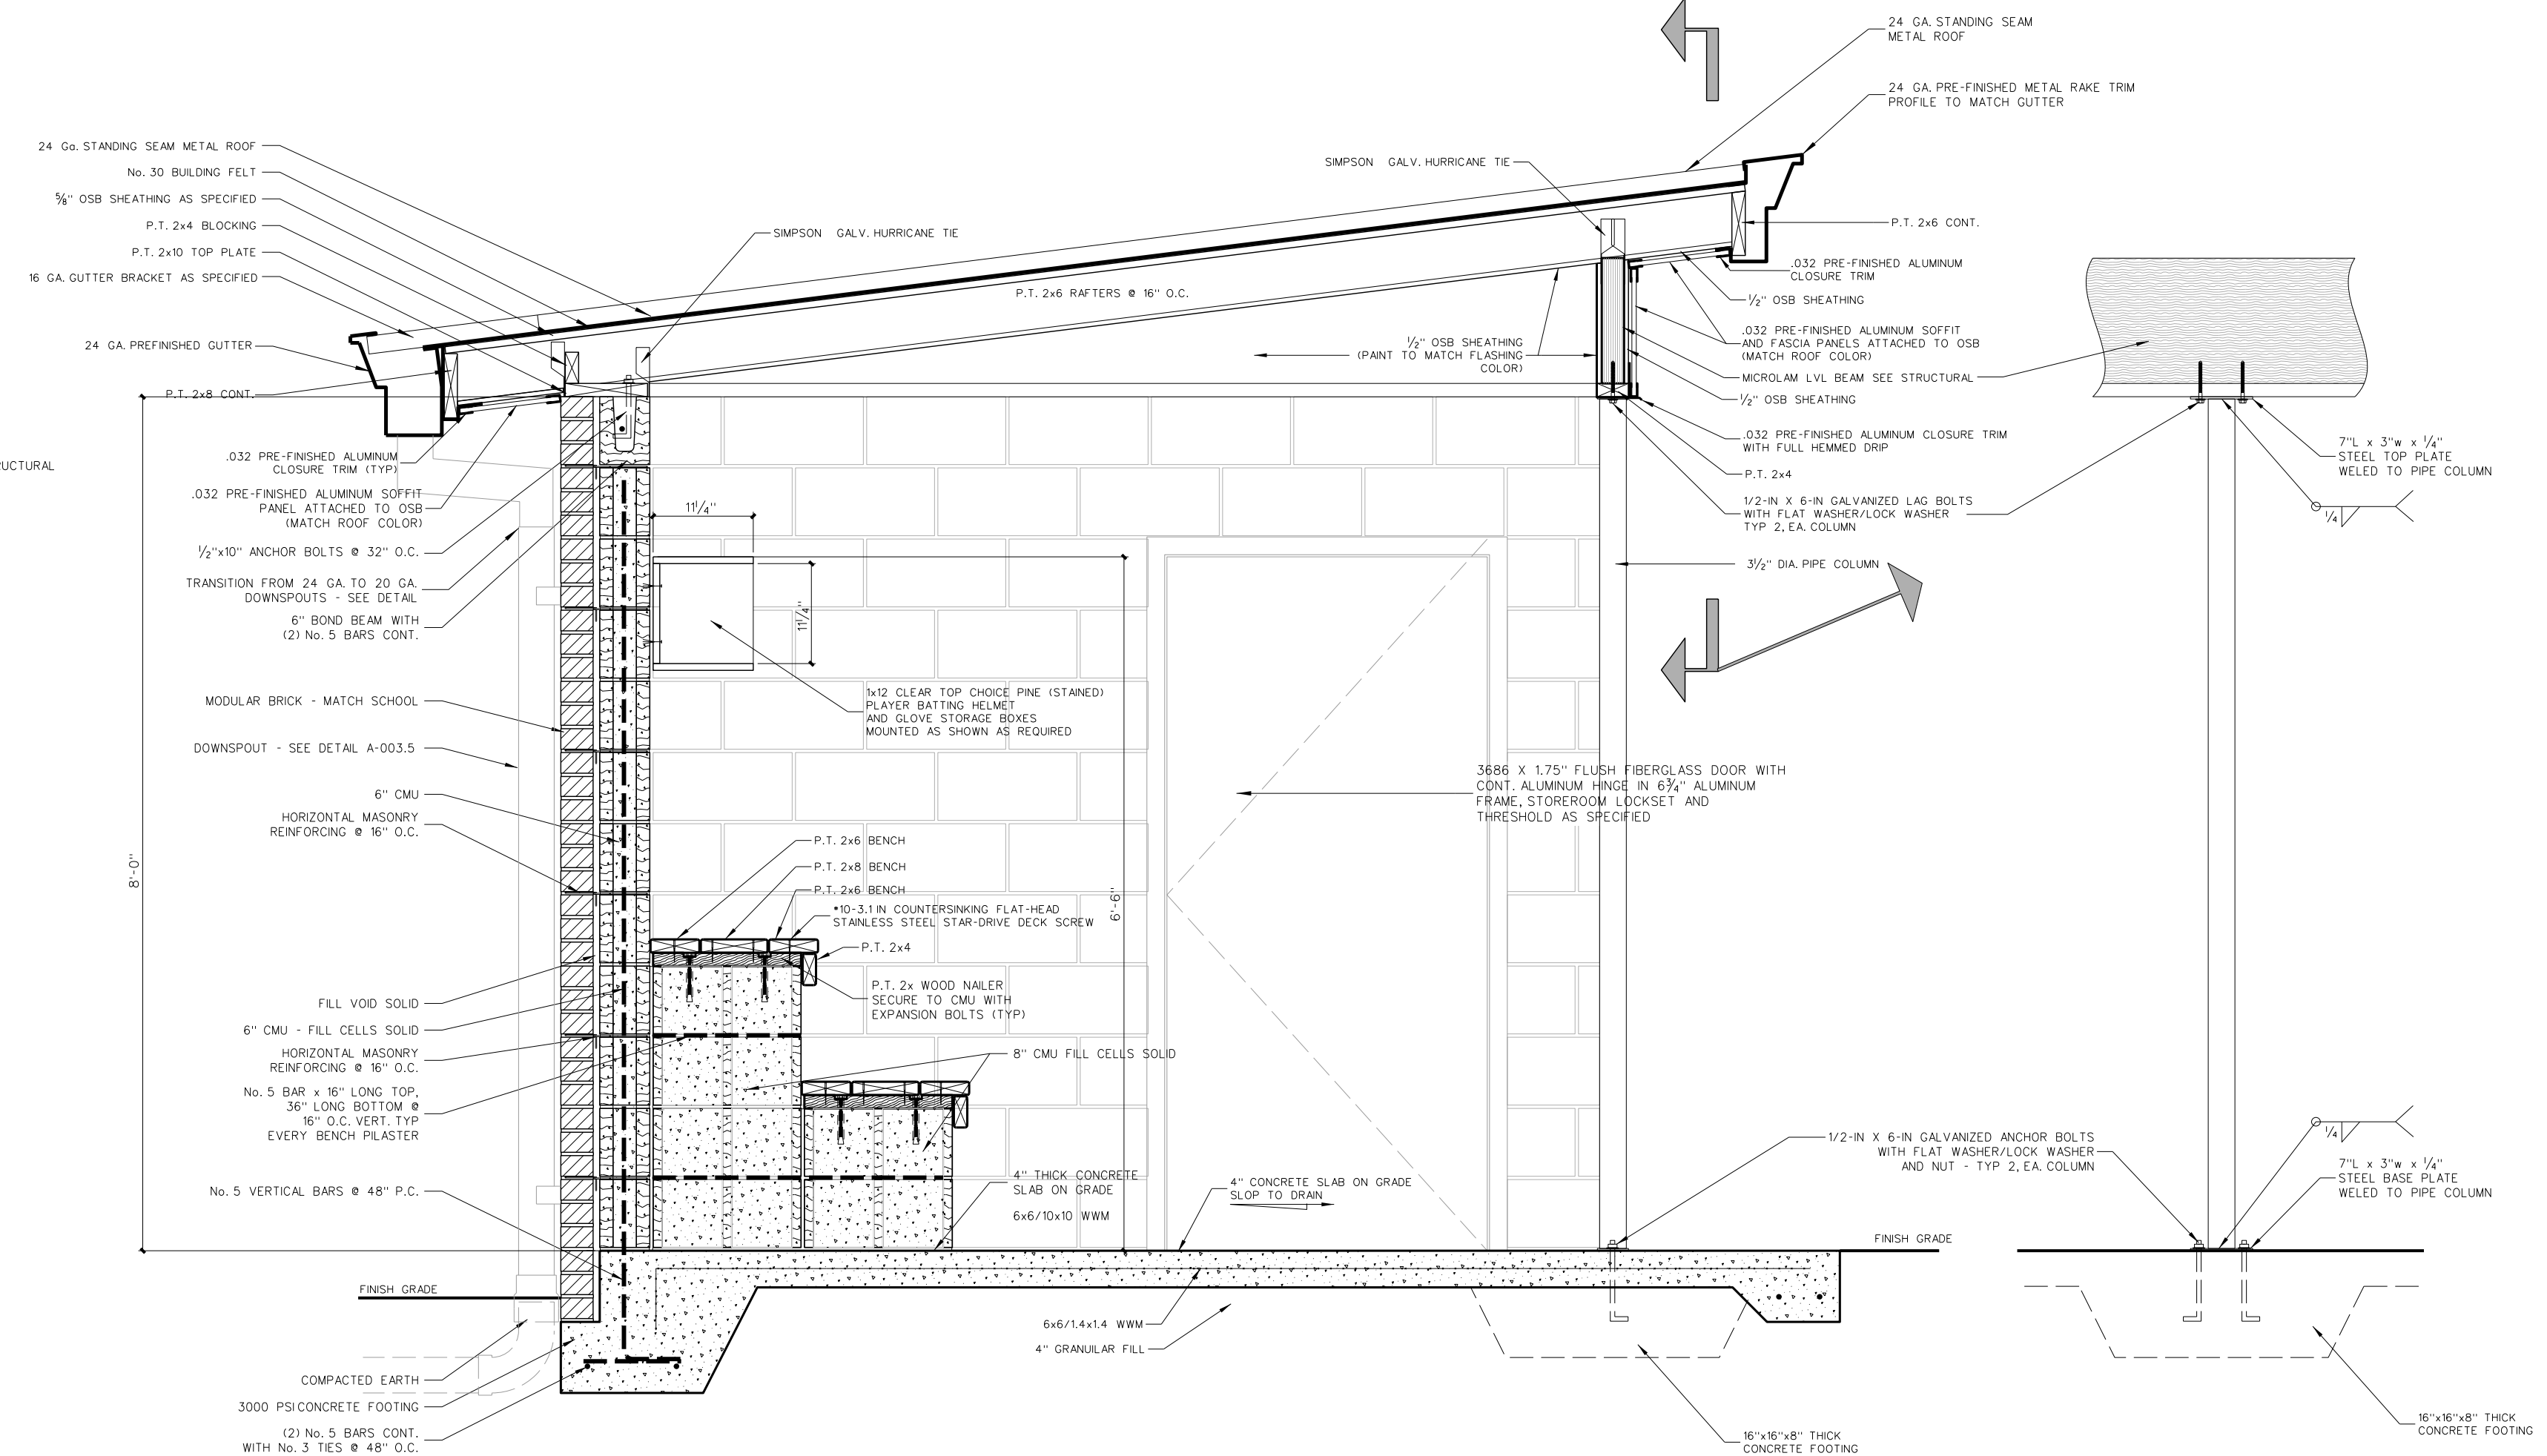 24 GA. STANDING SEAM
METAL ROOF
24 GA. PRE-FINISHED METAL RAKE TRIM
PROFILE TO MATCH GUTTER
24 Ga. STANDING SEAM METAL ROOF
No. 30 BUILDING FELT
⅝" OSB SHEATHING AS SPECIFIED
P.T. 2x4 BLOCKING
P.T. 2x10 TOP PLATE
16 GA. GUTTER BRACKET AS SPECIFIED
24 GA. PREFINISHED GUTTER
P.T. 2x8 CONT.
SIMPSON GALV. HURRICANE TIE
SIMPSON GALV. HURRICANE TIE
P.T. 2x6 RAFTERS @ 16" O.C.
½" OSB SHEATHING
(PAINT TO MATCH FLASHING
COLOR)
P.T. 2x6 CONT.
.032 PRE-FINISHED ALUMINUM
CLOSURE TRIM
½" OSB SHEATHING
.032 PRE-FINISHED ALUMINUM SOFFIT
AND FASCIA PANELS ATTACHED TO OSB
(MATCH ROOF COLOR)
MICROLAM LVL BEAM SEE STRUCTURAL
½" OSB SHEATHING
.032 PRE-FINISHED ALUMINUM CLOSURE TRIM
WITH FULL HEMMED DRIP
P.T. 2x4
1/2-IN X 6-IN GALVANIZED LAG BOLTS
WITH FLAT WASHER/LOCK WASHER
TYP 2, EA. COLUMN
3½" DIA. PIPE COLUMN
7"L x 3"w x ¼"
STEEL TOP PLATE
WELED TO PIPE COLUMN
¼
RUCTURAL
.032 PRE-FINISHED ALUMINUM
CLOSURE TRIM (TYP)
.032 PRE-FINISHED ALUMINUM SOFFIT
PANEL ATTACHED TO OSB
(MATCH ROOF COLOR)
½"x10" ANCHOR BOLTS @ 32" O.C.
TRANSITION FROM 24 GA. TO 20 GA.
DOWNSPOUTS - SEE DETAIL
6" BOND BEAM WITH
(2) No. 5 BARS CONT.
MODULAR BRICK - MATCH SCHOOL
DOWNSPOUT - SEE DETAIL A-003.5
6" CMU
HORIZONTAL MASONRY
REINFORCING @ 16" O.C.
8'-0"
FILL VOID SOLID
6" CMU - FILL CELLS SOLID
HORIZONTAL MASONRY
REINFORCING @ 16" O.C.
No. 5 BAR x 16" LONG TOP,
36" LONG BOTTOM @
16" O.C. VERT. TYP
EVERY BENCH PILASTER
No. 5 VERTICAL BARS @ 48" P.C.
FINISH GRADE
COMPACTED EARTH
3000 PSI CONCRETE FOOTING
(2) No. 5 BARS CONT.
WITH No. 3 TIES @ 48" O.C.
11¼"
11¼"
1x12 CLEAR TOP CHOICE PINE (STAINED)
PLAYER BATTING HELMET
AND GLOVE STORAGE BOXES
MOUNTED AS SHOWN AS REQUIRED
3686 X 1.75" FLUSH FIBERGLASS DOOR WITH
CONT. ALUMINUM HINGE IN 6¾" ALUMINUM
FRAME, STOREROOM LOCKSET AND
THRESHOLD AS SPECIFIED
P.T. 2x6 BENCH
P.T. 2x8 BENCH
P.T. 2x6 BENCH
*10-3.1 IN COUNTERSINKING FLAT-HEAD
STAINLESS STEEL STAR-DRIVE DECK SCREW
P.T. 2x4
6'-6"
P.T. 2x WOOD NAILER
SECURE TO CMU WITH
EXPANSION BOLTS (TYP)
8" CMU FILL CELLS SOLID
4" THICK CONCRETE
SLAB ON GRADE
6x6/10x10 WWM
4" CONCRETE SLAB ON GRADE
SLOP TO DRAIN
6x6/1.4x1.4 WWM
4" GRANUILAR FILL
1/2-IN X 6-IN GALVANIZED ANCHOR BOLTS
WITH FLAT WASHER/LOCK WASHER
AND NUT - TYP 2, EA. COLUMN
FINISH GRADE
¼
7"L x 3"w x ¼"
STEEL BASE PLATE
WELED TO PIPE COLUMN
16"x16"x8" THICK
CONCRETE FOOTING
16"x16"x8" THICK
CONCRETE FOOTING